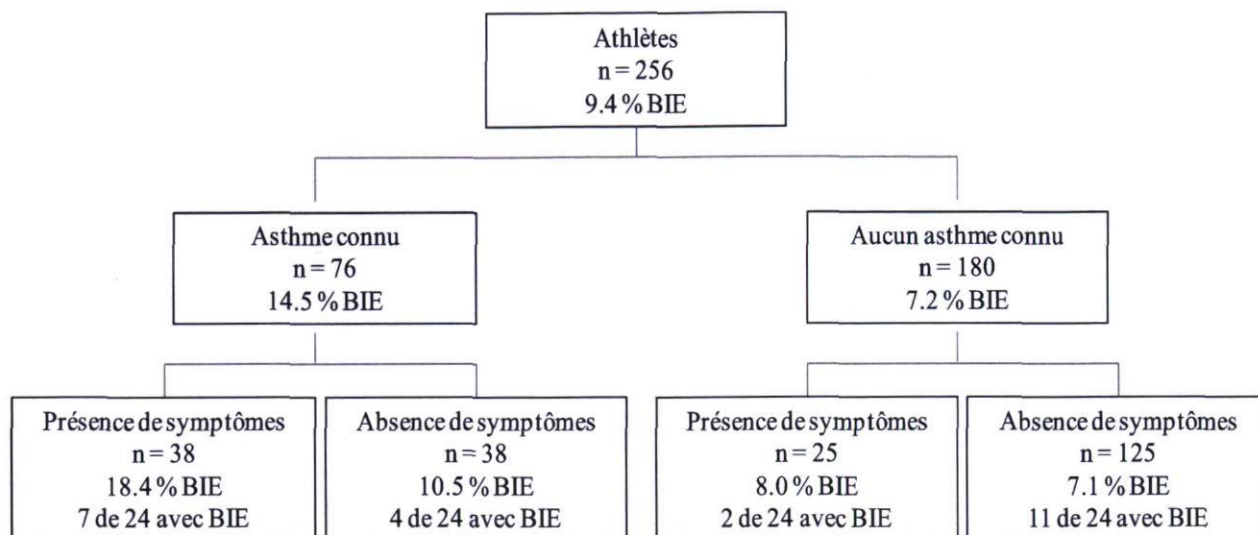 Athlètes
n = 256
9.4 % BIE
Asthme connu
n = 76
14.5 % BIE
Aucun asthme connu
n = 180
7.2 % BIE
Présence de symptômes
n = 38
18.4 % BIE
7 de 24 avec BIE
Absence de symptômes
n = 38
10.5 % BIE
4 de 24 avec BIE
Présence de symptômes
n = 25
8.0 % BIE
2 de 24 avec BIE
Absence de symptômes
n = 125
7.1 % BIE
11 de 24 avec BIE